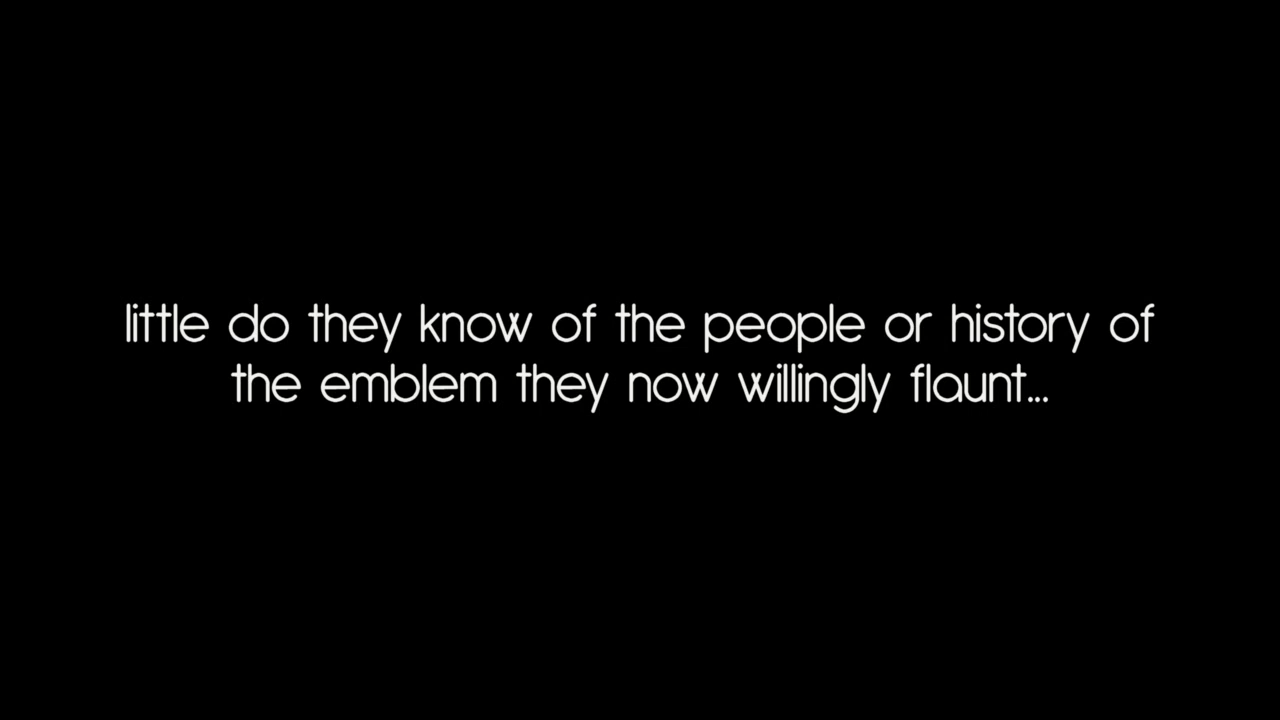 little do they know of the people or history of
the emblem they now willingly flaunt...